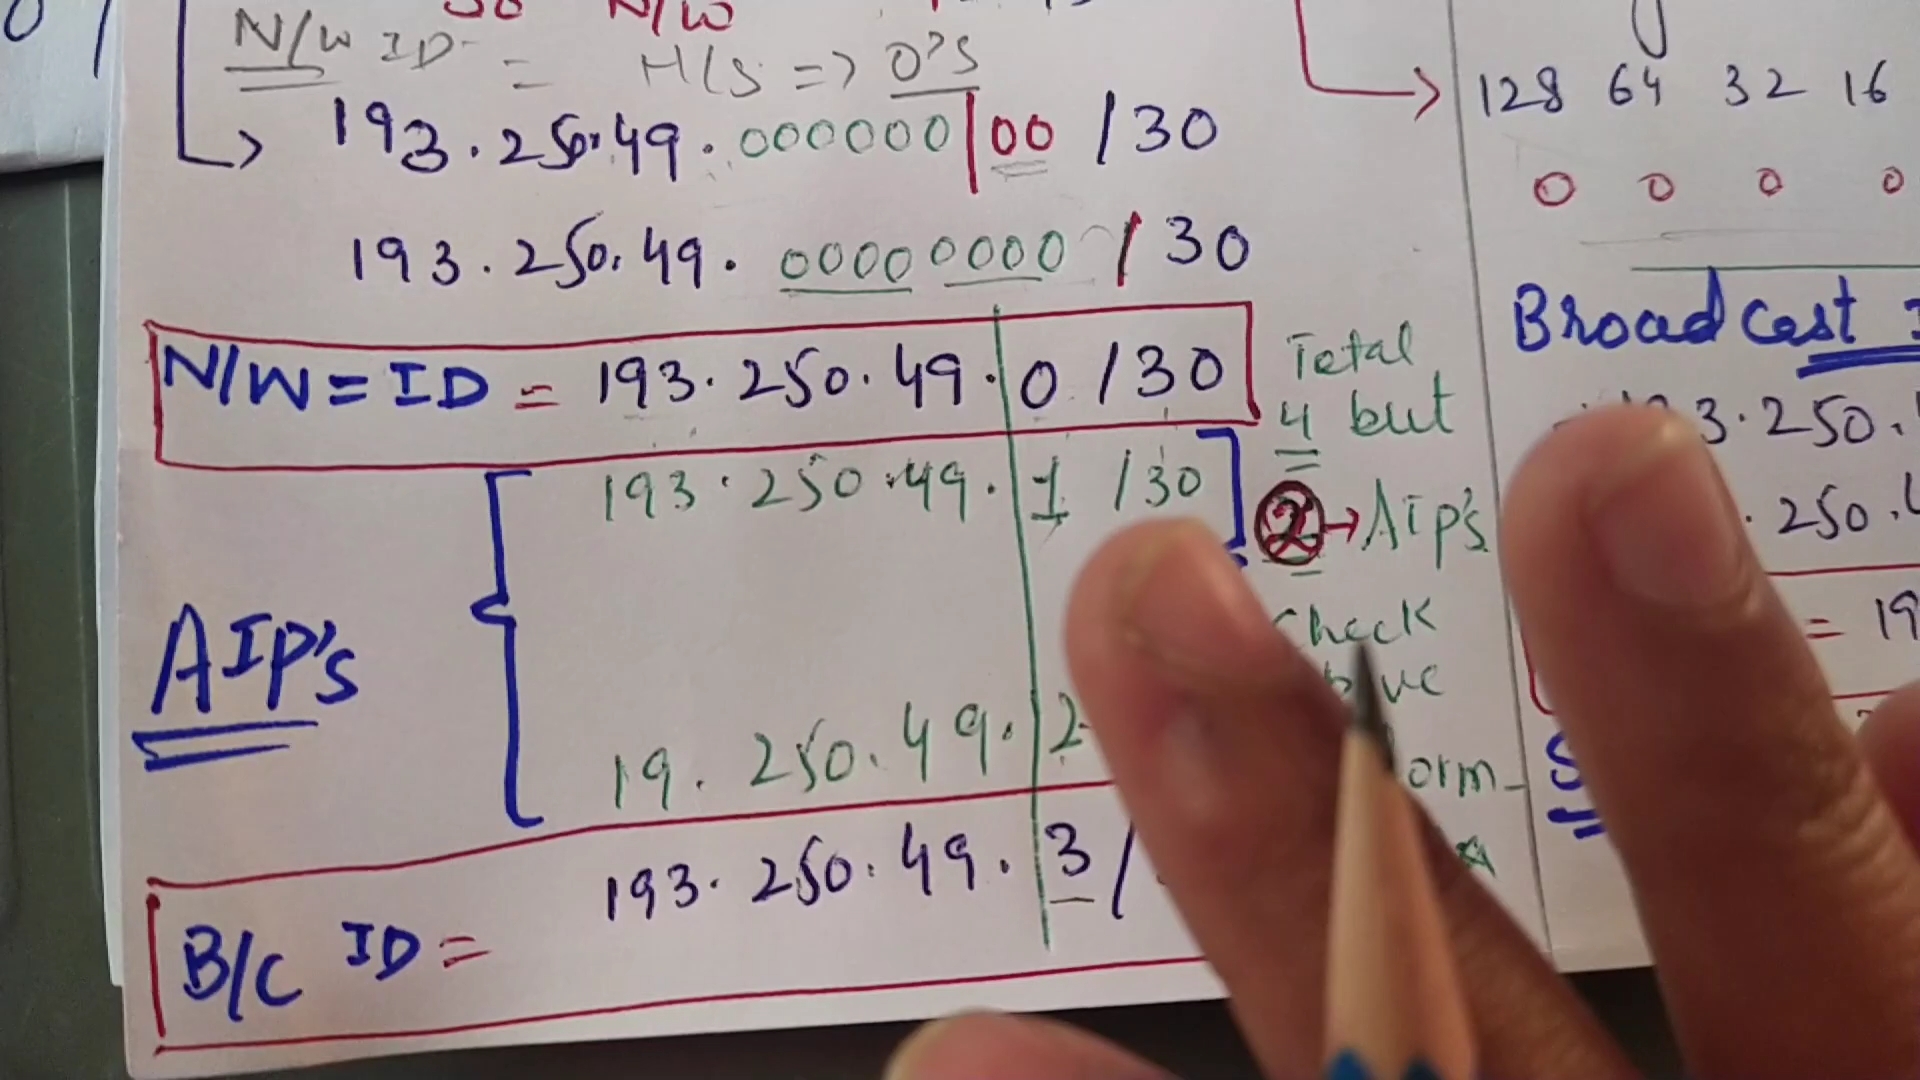 N/W
N/W ID = H/S => 0's
193.250.49.000000|00 /30
193.250.49. 00000000 /30
N/W = ID = 193.250.49.0 /30
193.250.49.1 /30
AIP's
19.250.49.2
193.250.49.3/
B/C ID =
Total
4 but
2 → AIP's
Check
orm
128 64 32 16
0 0 0 0
Broadcast
3.250.
.250.
= 19